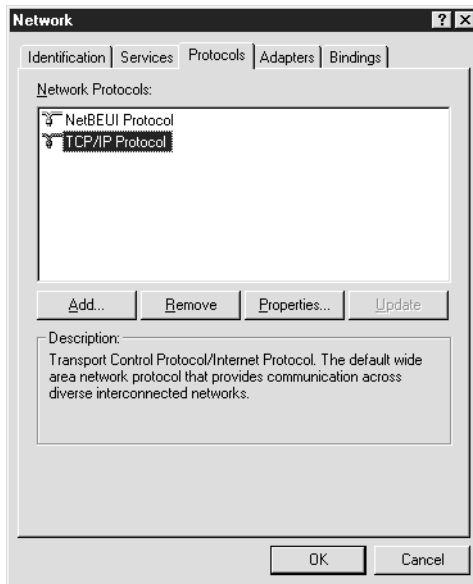 Network
Identification Services Protocols Adapters Bindings
Network Protocols:
NetBEUI Protocol
TCP/IP Protocol
Add... Remove Properties... Update
Description:
Transport Control Protocol/Internet Protocol. The default wide
area network protocol that provides communication across
diverse interconnected networks.
OK Cancel